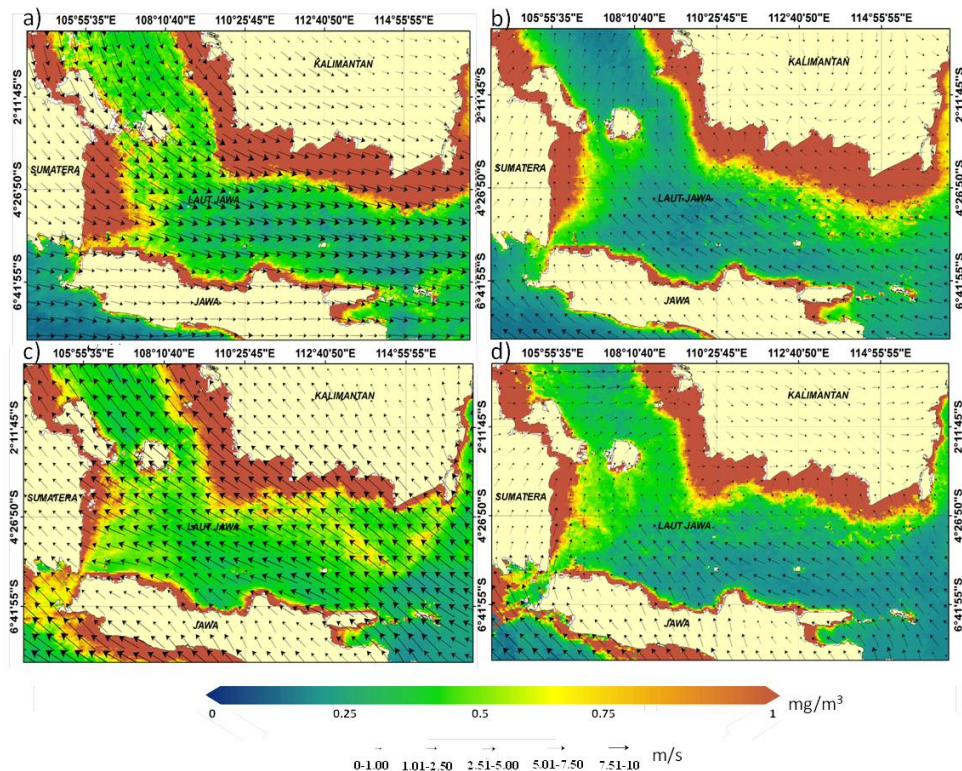 a)
105°55'35"E 108°10'40"E 110°25'45"E 112°40'50"E 114°55'55"E
KALIMANTAN
2°11'45"S
SUMATERA
4°26'50"S
LAUT JAWA
6°41'55"S
JAWA
b)
105°55'35"E 108°10'40"E 110°25'45"E 112°40'50"E 114°55'55"E
KALIMANTAN
2°11'45"S
SUMATERA
4°26'50"S
LAUT JAWA
6°41'55"S
JAWA
c)
105°55'35"E 108°10'40"E 110°25'45"E 112°40'50"E 114°55'55"E
KALIMANTAN
2°11'45"S
SUMATERA
4°26'50"S
LAUT JAWA
6°41'55"S
JAWA
d)
105°55'35"E 108°10'40"E 110°25'45"E 112°40'50"E 114°55'55"E
KALIMANTAN
2°11'45"S
SUMATERA
4°26'50"S
LAUT JAWA
6°41'55"S
JAWA
0 0.25 0.5 0.75 1 mg/m³
0-1.00 1.01-2.50 2.51-5.00 5.01-7.50 7.51-10 m/s